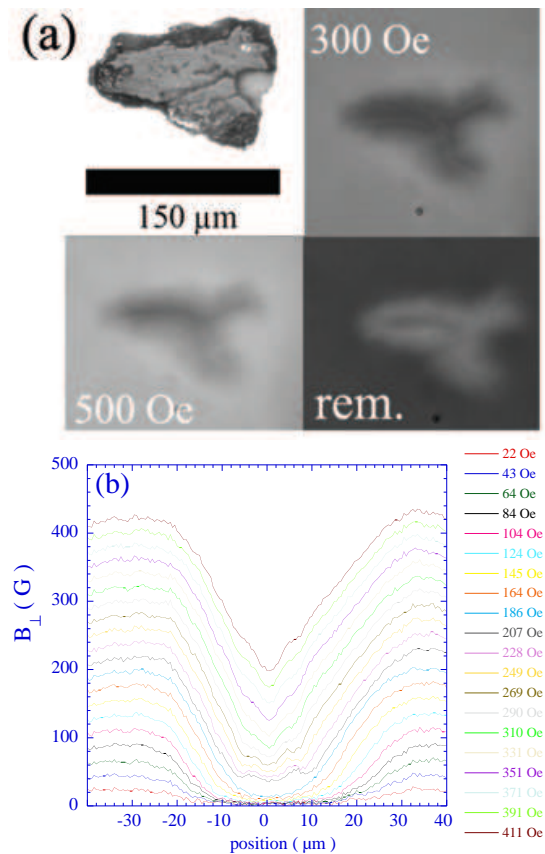 (a)
300 Oe
150 µm
500 Oe
rem.
(b)
500
400
300
200
100
0
B⊥ ( G )
-30 -20 -10 0 10 20 30 40
position ( µm )
22 Oe
43 Oe
64 Oe
84 Oe
104 Oe
124 Oe
145 Oe
164 Oe
186 Oe
207 Oe
228 Oe
249 Oe
269 Oe
290 Oe
310 Oe
331 Oe
351 Oe
371 Oe
391 Oe
411 Oe